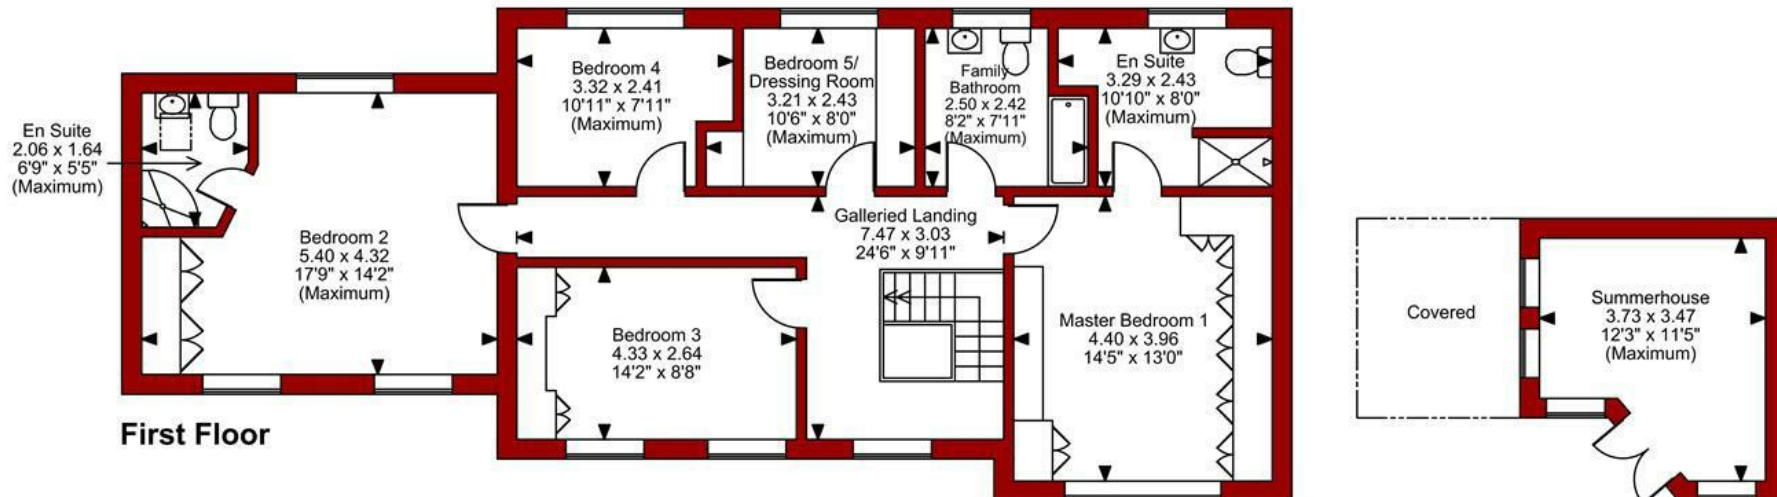 En Suite
2.06 x 1.64
6'9" x 5'5"
(Maximum)
Bedroom 2
5.40 x 4.32
17'9" x 14'2"
(Maximum)
Bedroom 4
3.32 x 2.41
10'11" x 7'11"
(Maximum)
Bedroom 5/
Dressing Room
3.21 x 2.43
10'6" x 8'0"
(Maximum)
Family
Bathroom
2.50 x 2.42
8'2" x 7'11"
(Maximum)
En Suite
3.29 x 2.43
10'10" x 8'0"
(Maximum)
Galleried Landing
7.47 x 3.03
24'6" x 9'11"
Bedroom 3
4.33 x 2.64
14'2" x 8'8"
Master Bedroom 1
4.40 x 3.96
14'5" x 13'0"
Covered
Summerhouse
3.73 x 3.47
12'3" x 11'5"
(Maximum)
First Floor